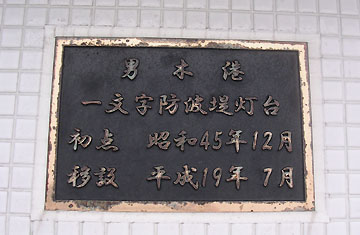 男木港
一文字防波堤灯台
初点 昭和45年12月
移設 平成19年 7月